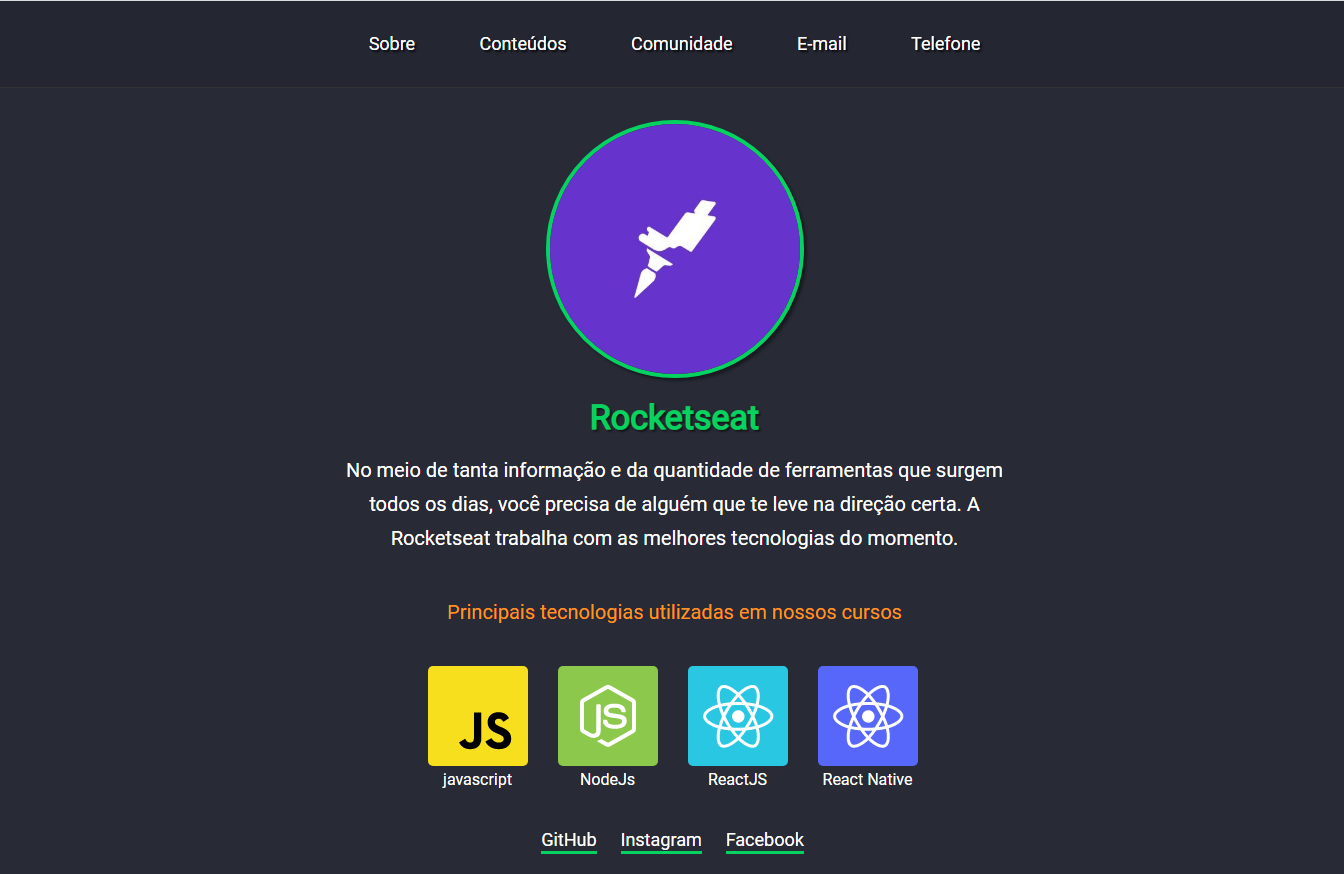 Sobre Conteúdos Comunidade E-mail Telefone
Rocketseat
No meio de tanta informação e da quantidade de ferramentas que surgem
todos os dias, você precisa de alguém que te leve na direção certa. A
Rocketseat trabalha com as melhores tecnologias do momento.
Principais tecnologias utilizadas em nossos cursos
JS JS
javascript NodeJs ReactJS React Native
GitHub Instagram Facebook